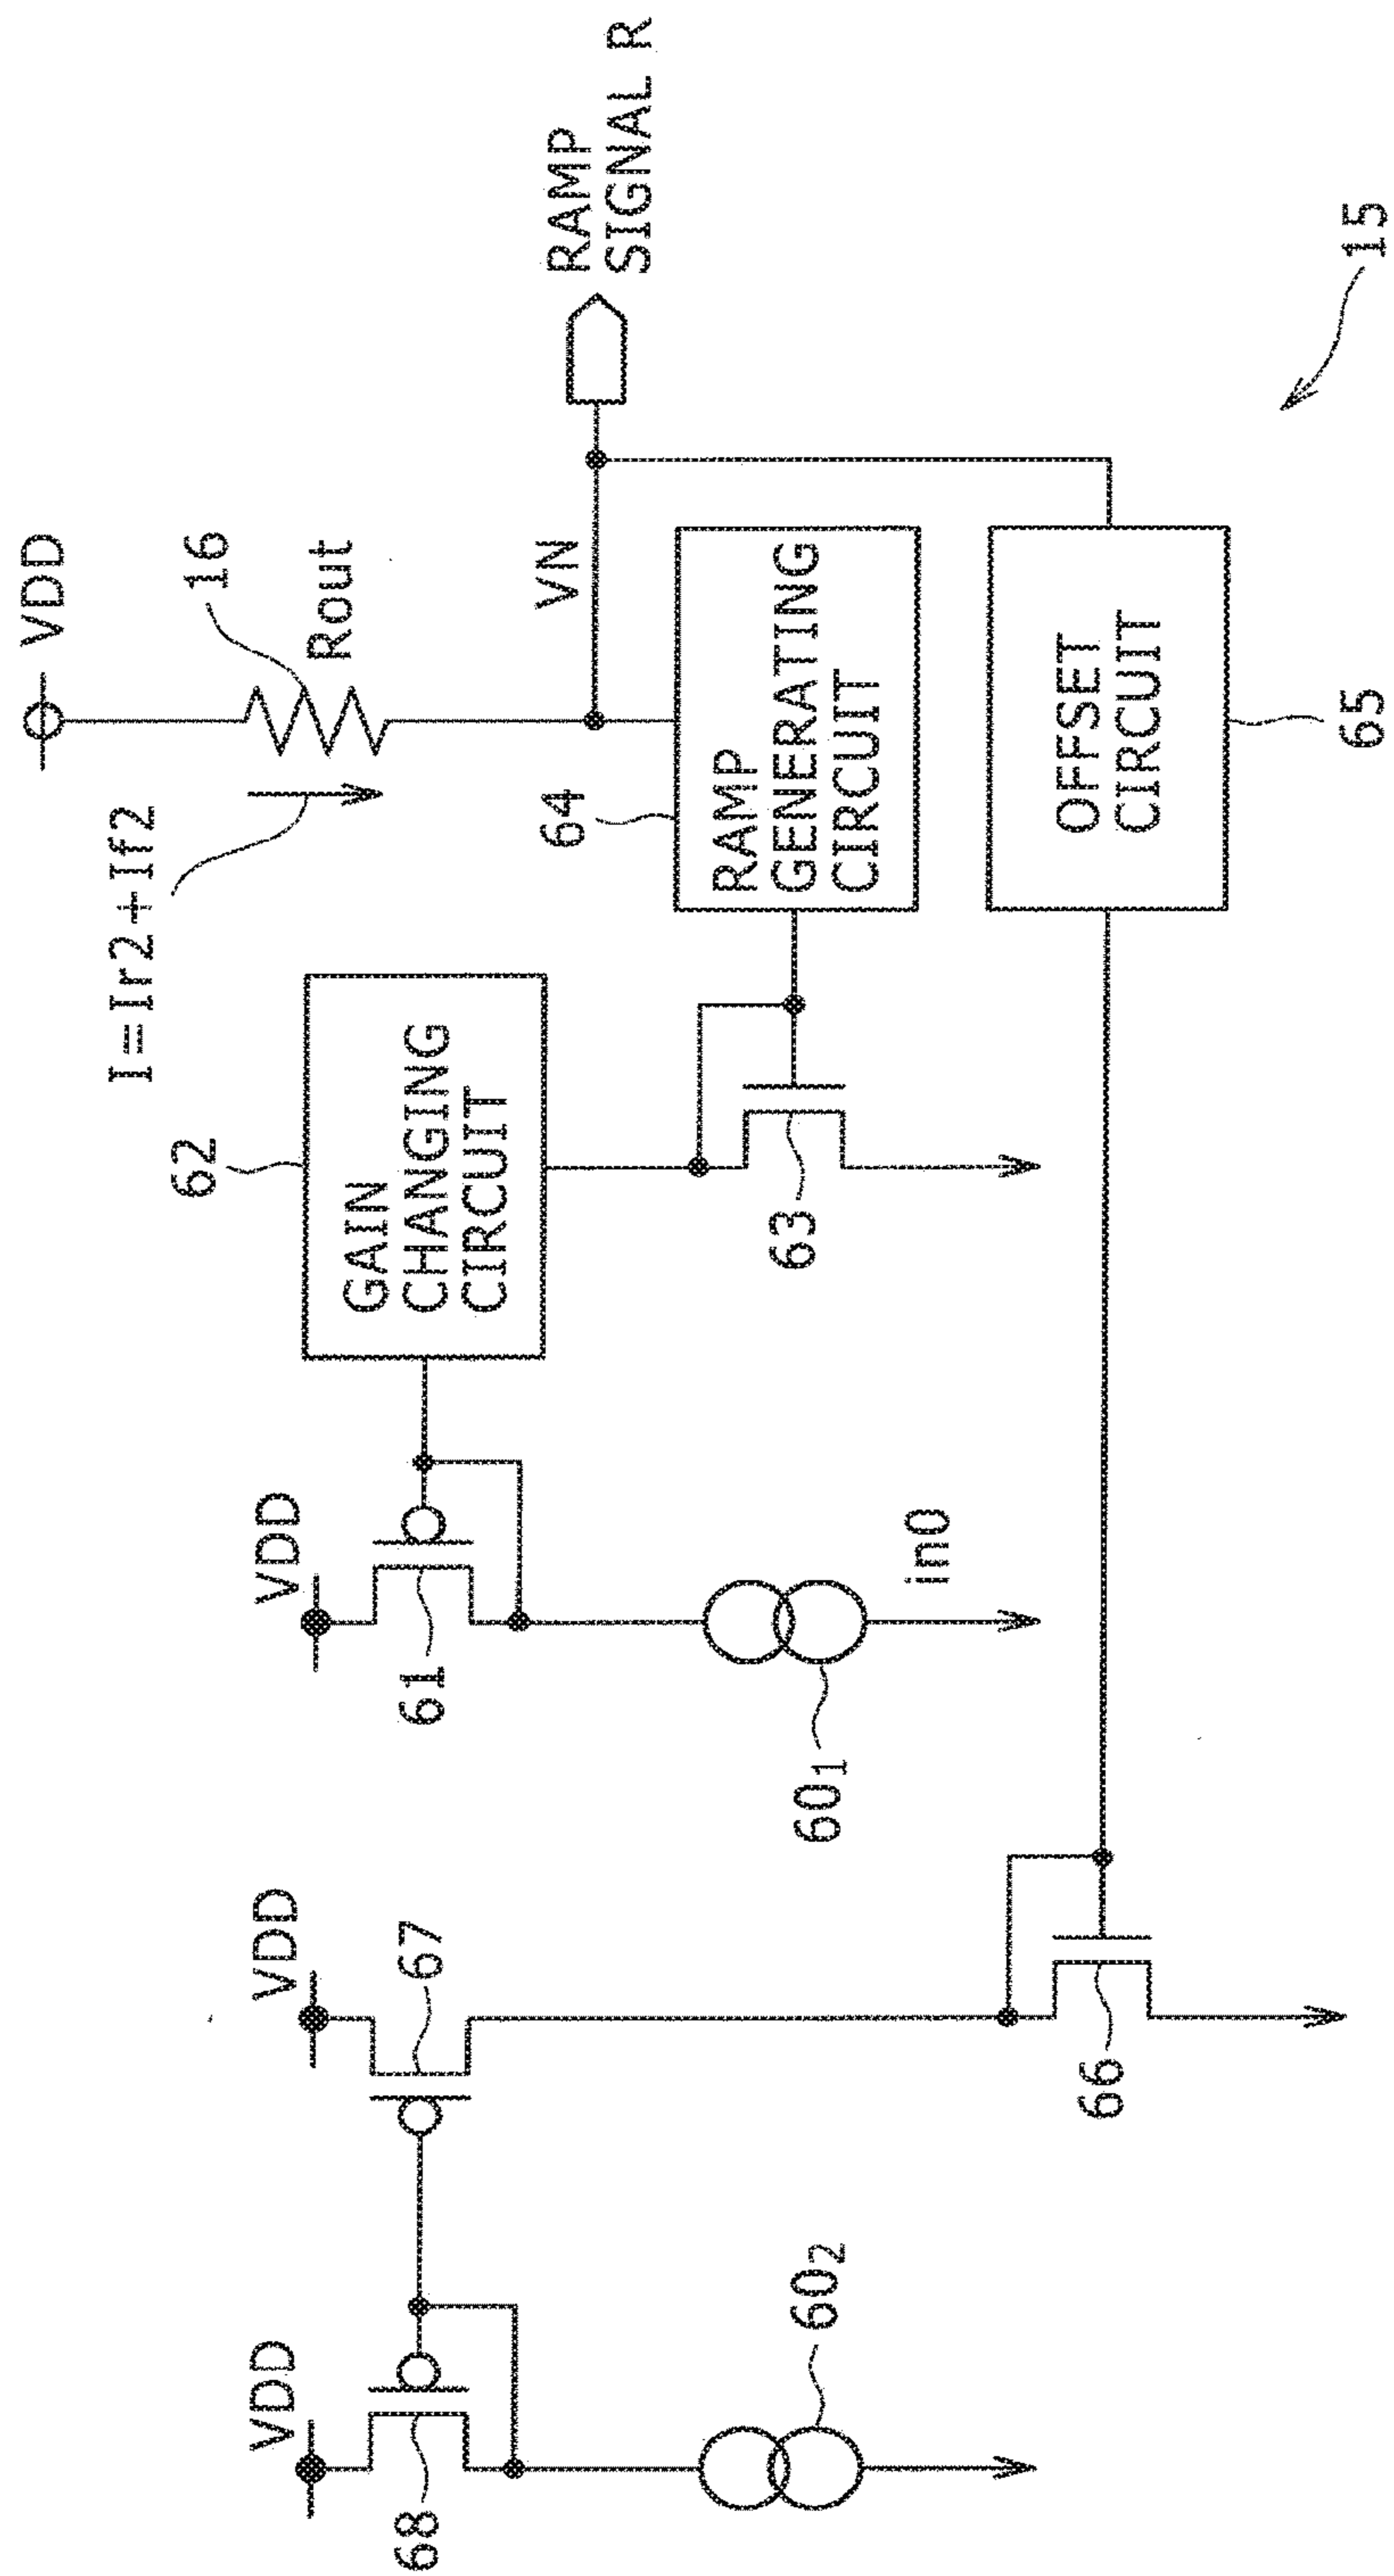 VDD
16
Rout
I=Ir2+If2
RAMP
SIGNAL R
VN
64
RAMP
GENERATING
CIRCUIT
OFFSET
CIRCUIT
65
15
62
GAIN
CHANGING
CIRCUIT
63
VDD
61
in0
60₁
VDD
67
66
VDD
68
60₂